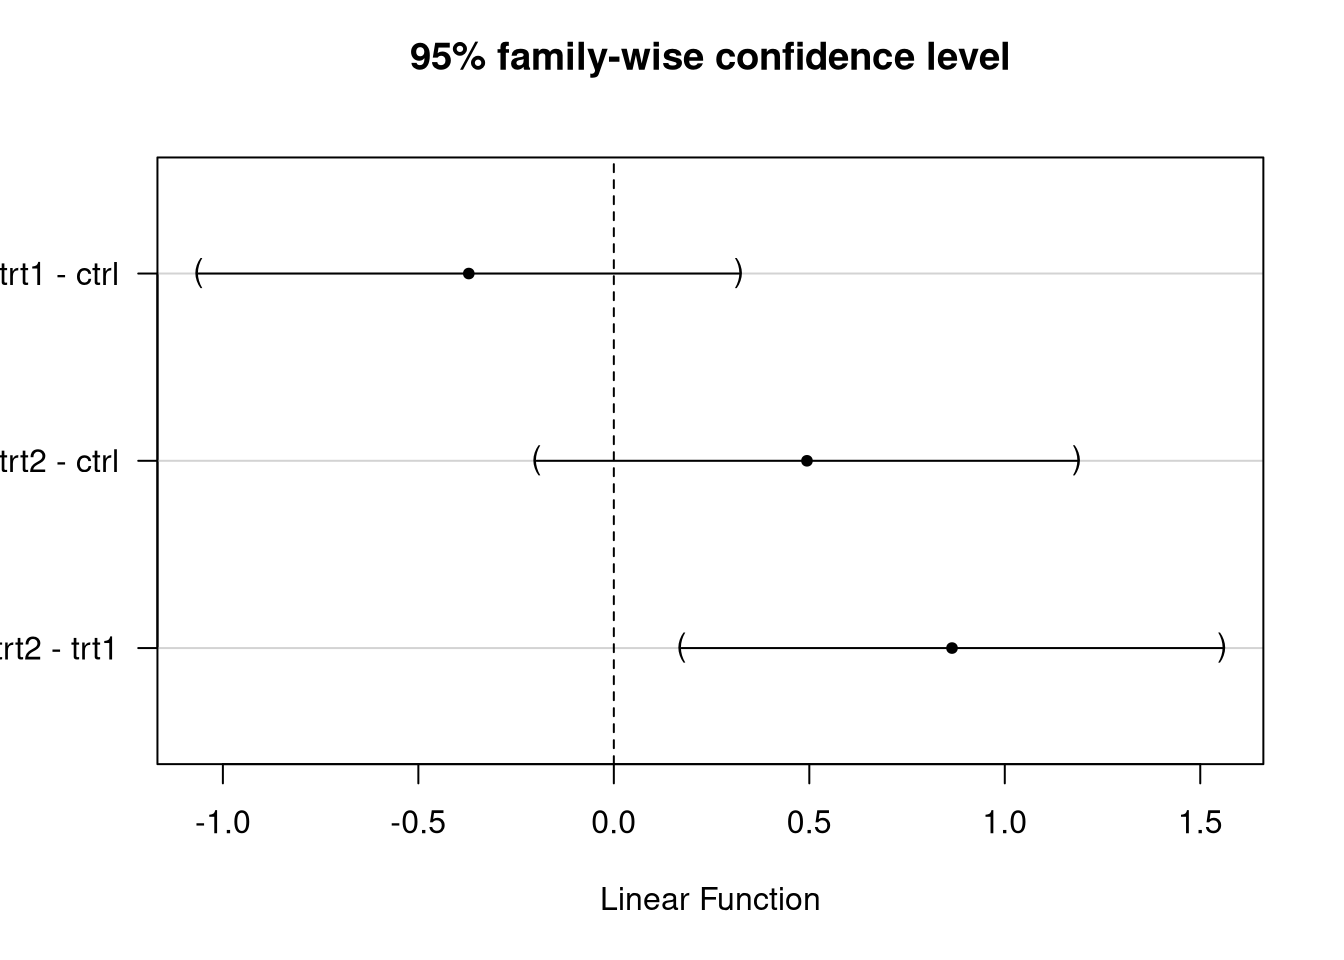 95% family-wise confidence level
trt1 - ctrl
trt2 - ctrl
trt2 - trt1
-1.0 -0.5 0.0 0.5 1.0 1.5
Linear Function